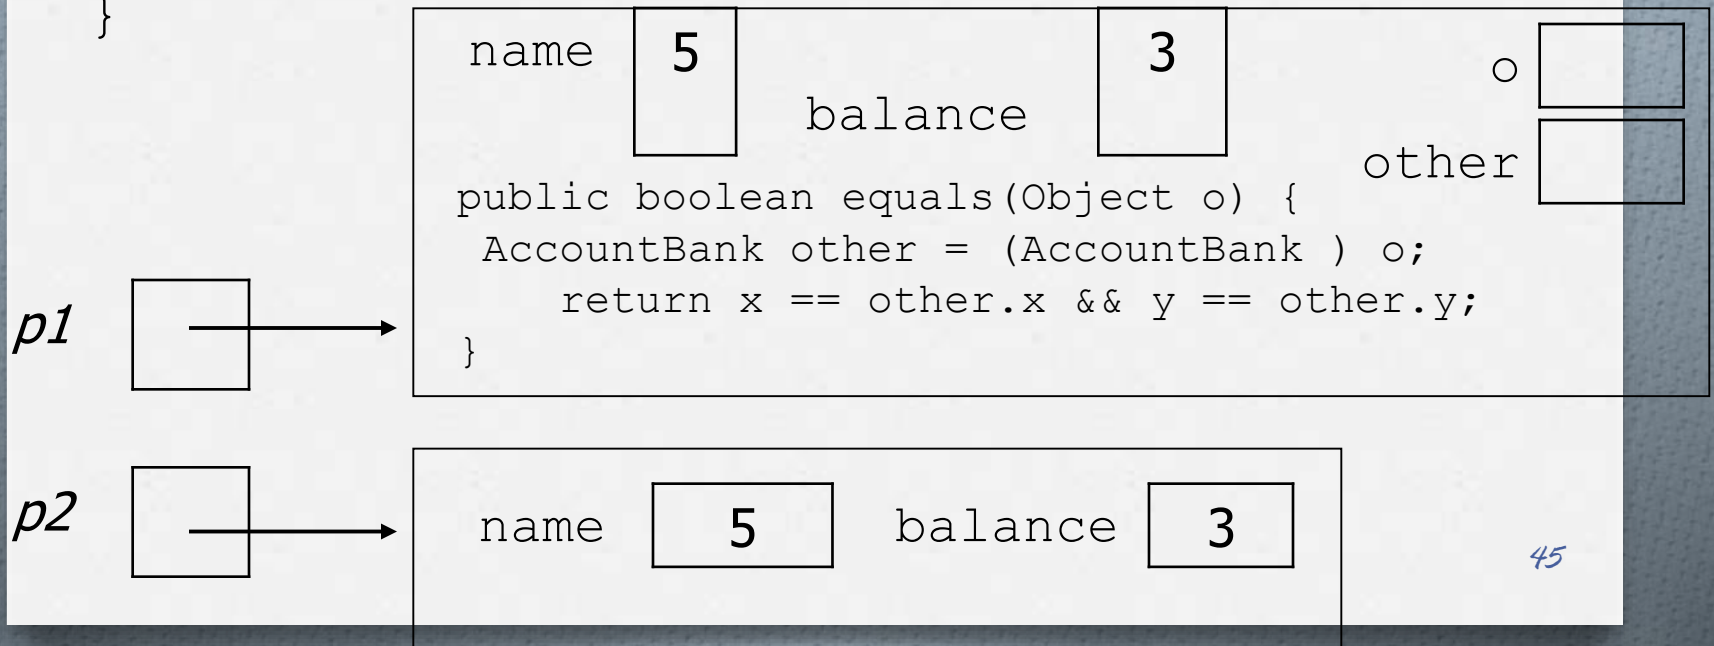 }
name 5 3 o
balance
other
public boolean equals(Object o) {
AccountBank other = (AccountBank ) o;
return x == other.x && y == other.y;
}
p1
p2 name 5 balance 3
45